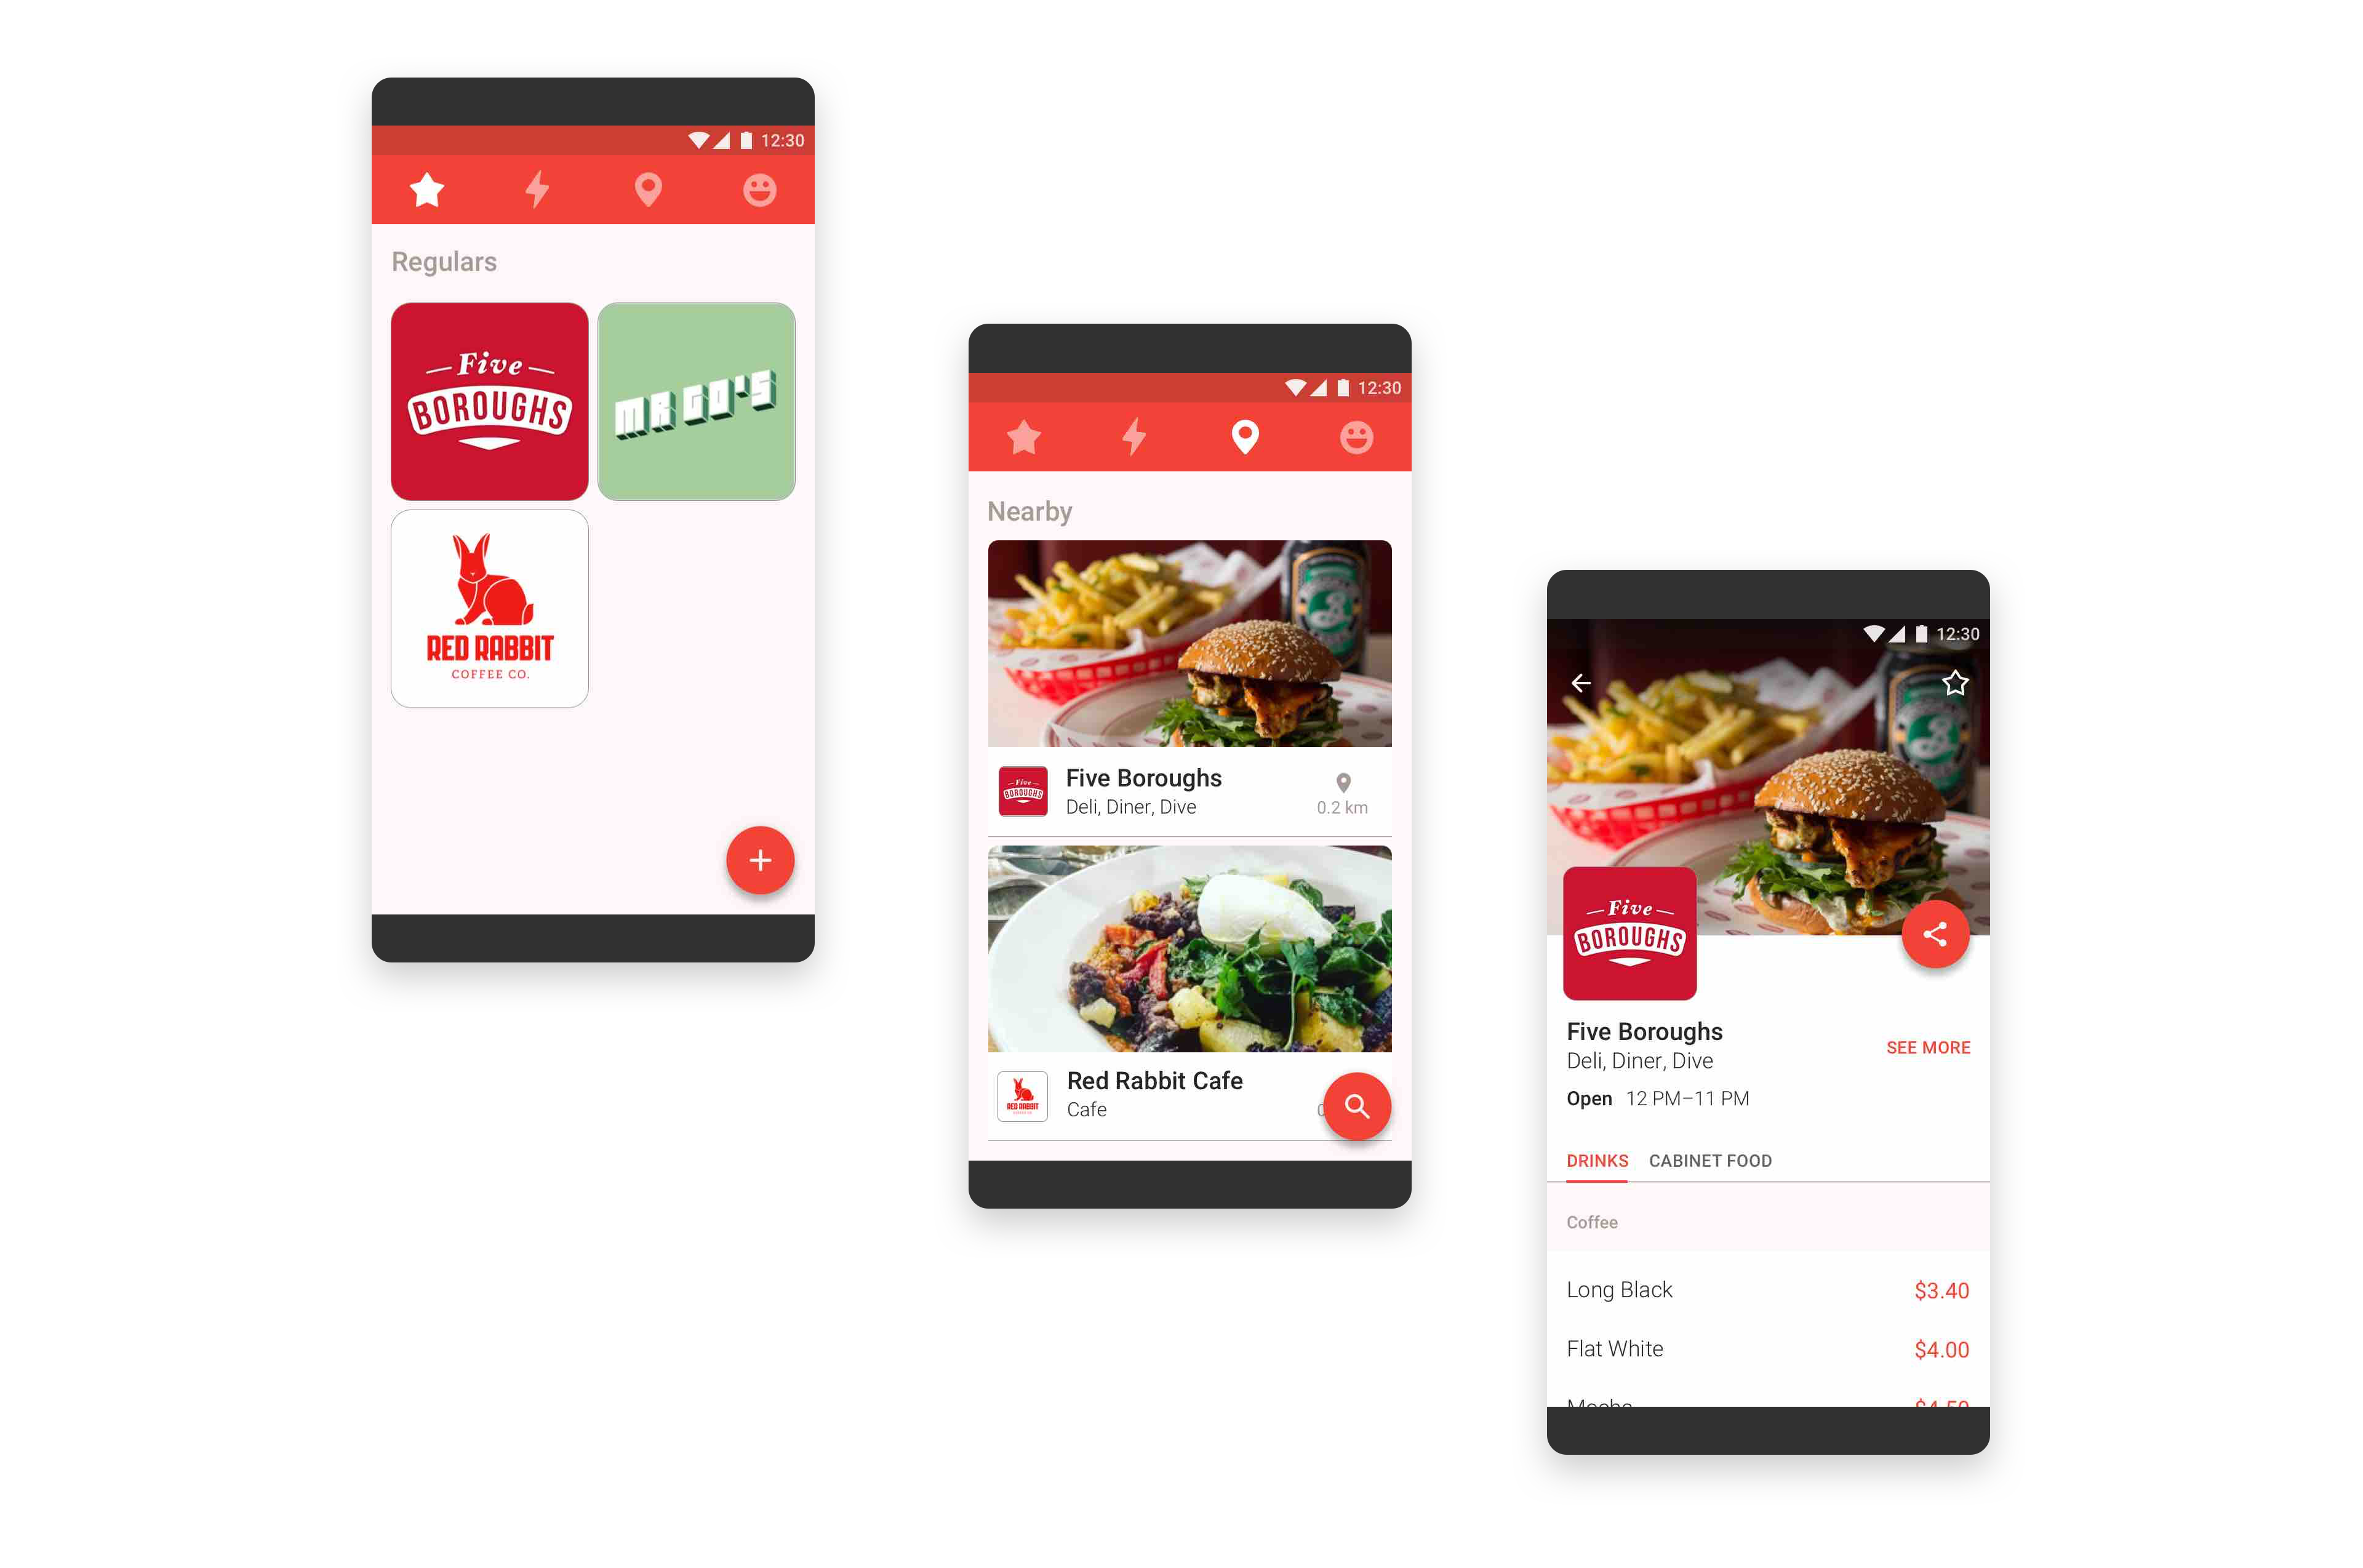 12:30
Regulars
Five
BOROUGHS
MR GO'S
RED RABBIT
COFFEE CO.
12:30
Nearby
Five
BOROUGHS
Five Boroughs
Deli, Diner, Dive
0.2 km
RED RABBIT
Red Rabbit Cafe
Cafe
12:30
Five
BOROUGHS
Five Boroughs
SEE MORE
Deli, Diner, Dive
Open 12 PM–11 PM
DRINKS CABINET FOOD
Coffee
Long Black $3.40
Flat White $4.00